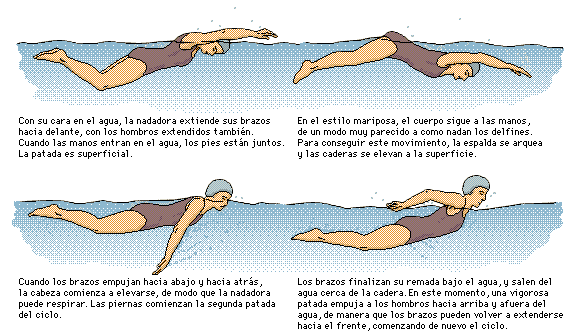 Con su cara en el agua, la nadadora extiende sus brazos
hacia delante, con los hombros extendidos también.
Cuando las manos entran en el agua, los pies están juntos.
La patada es superficial.
En el estilo mariposa, el cuerpo sigue a las manos,
de un modo muy parecido a como nadan los delfines.
Para conseguir este movimiento, la espalda se arquea
y las caderas se elevan a la superficie.
Cuando los brazos empujan hacia abajo y hacia atrás,
la cabeza comienza a elevarse, de modo que la nadadora
puede respirar. Las piernas comienzan la segunda patada
del ciclo.
Los brazos finalizan su remada bajo el agua, y salen del
agua cerca de la cadera. En este momento, una vigorosa
patada empuja a los hombros hacia arriba y afuera del
agua, de manera que los brazos pueden volver a extenderse
hacia el frente, comenzando de nuevo el ciclo.